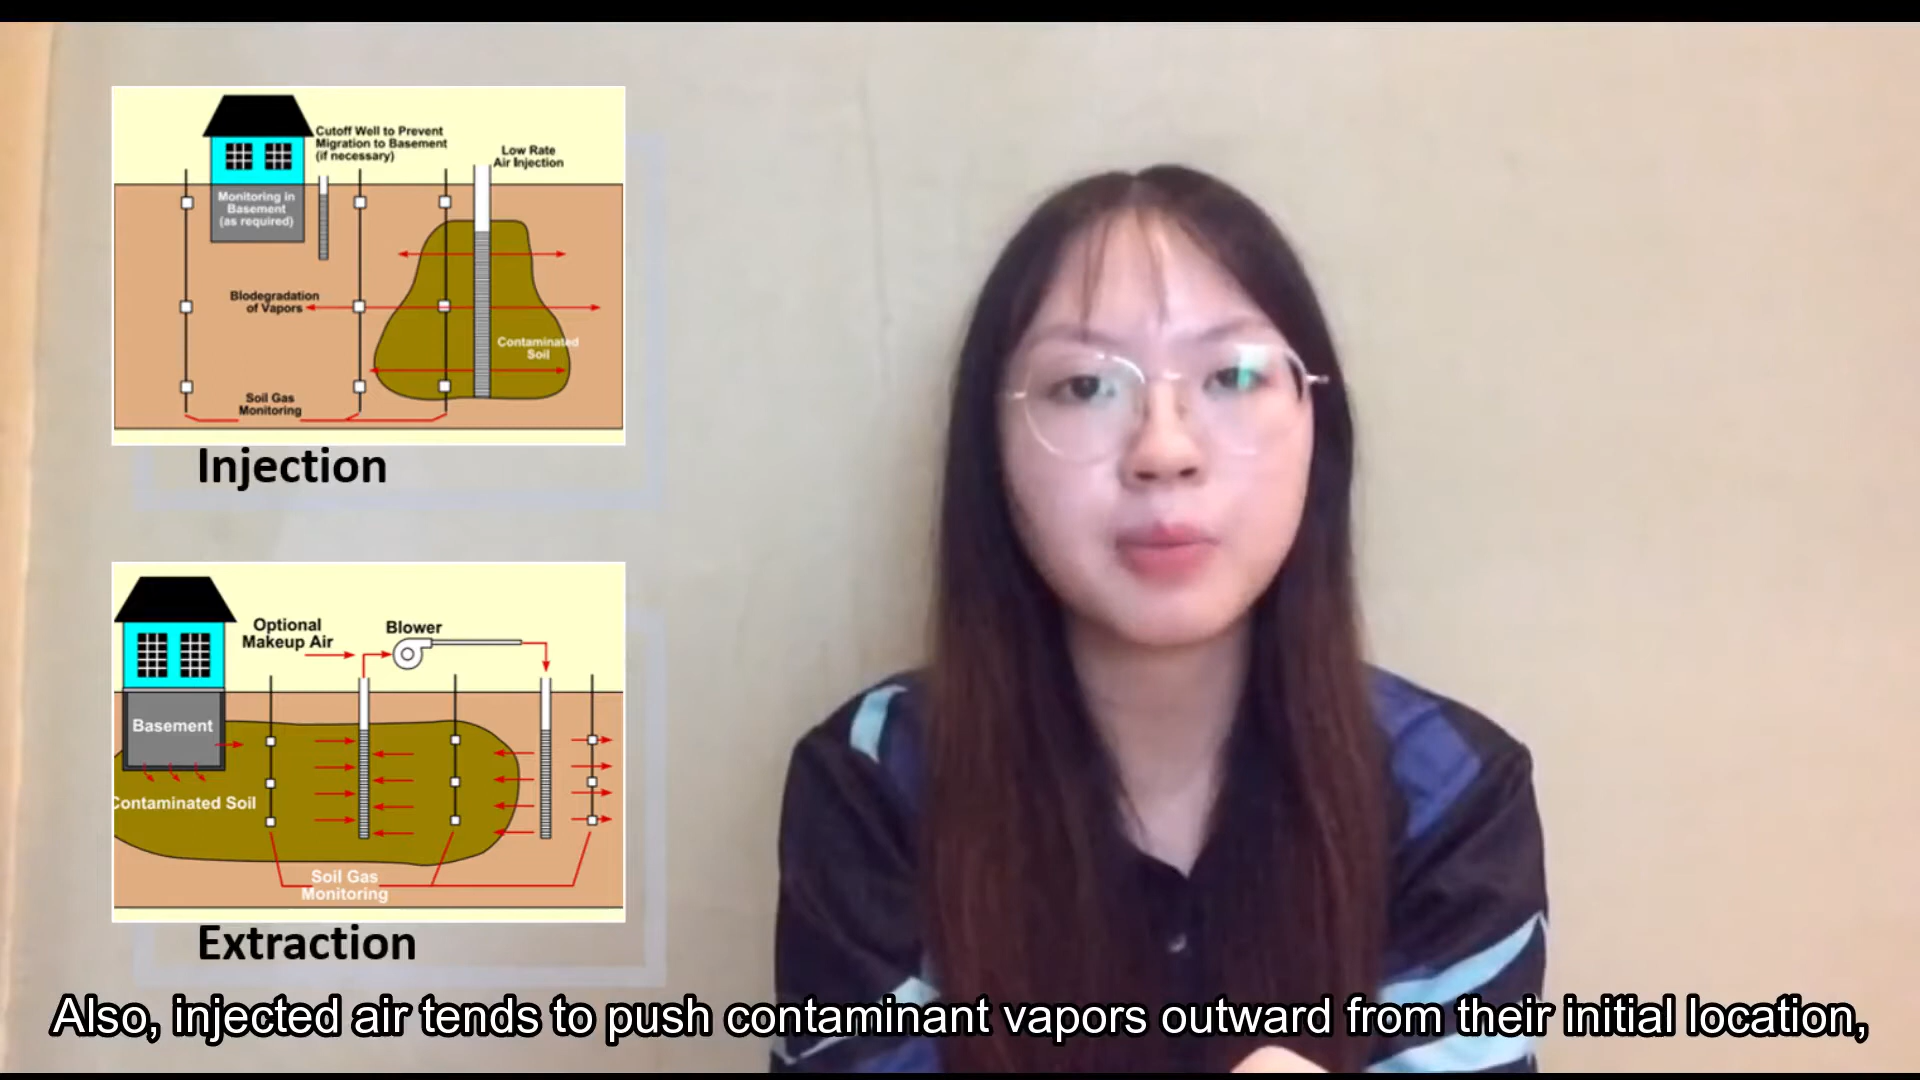 Cutoff Well to Prevent
Migration to Basement
(if necessary)
Low Rate
Air Injection
Monitoring in
Basement
(as required)
Biodegradation
of Vapors
Contaminated
Soil
Soil Gas
Monitoring
Injection
Optional
Makeup Air
Blower
Basement
Contaminated Soil
Soil Gas
Monitoring
Extraction
Also, injected air tends to push contaminant vapors outward from their initial location,